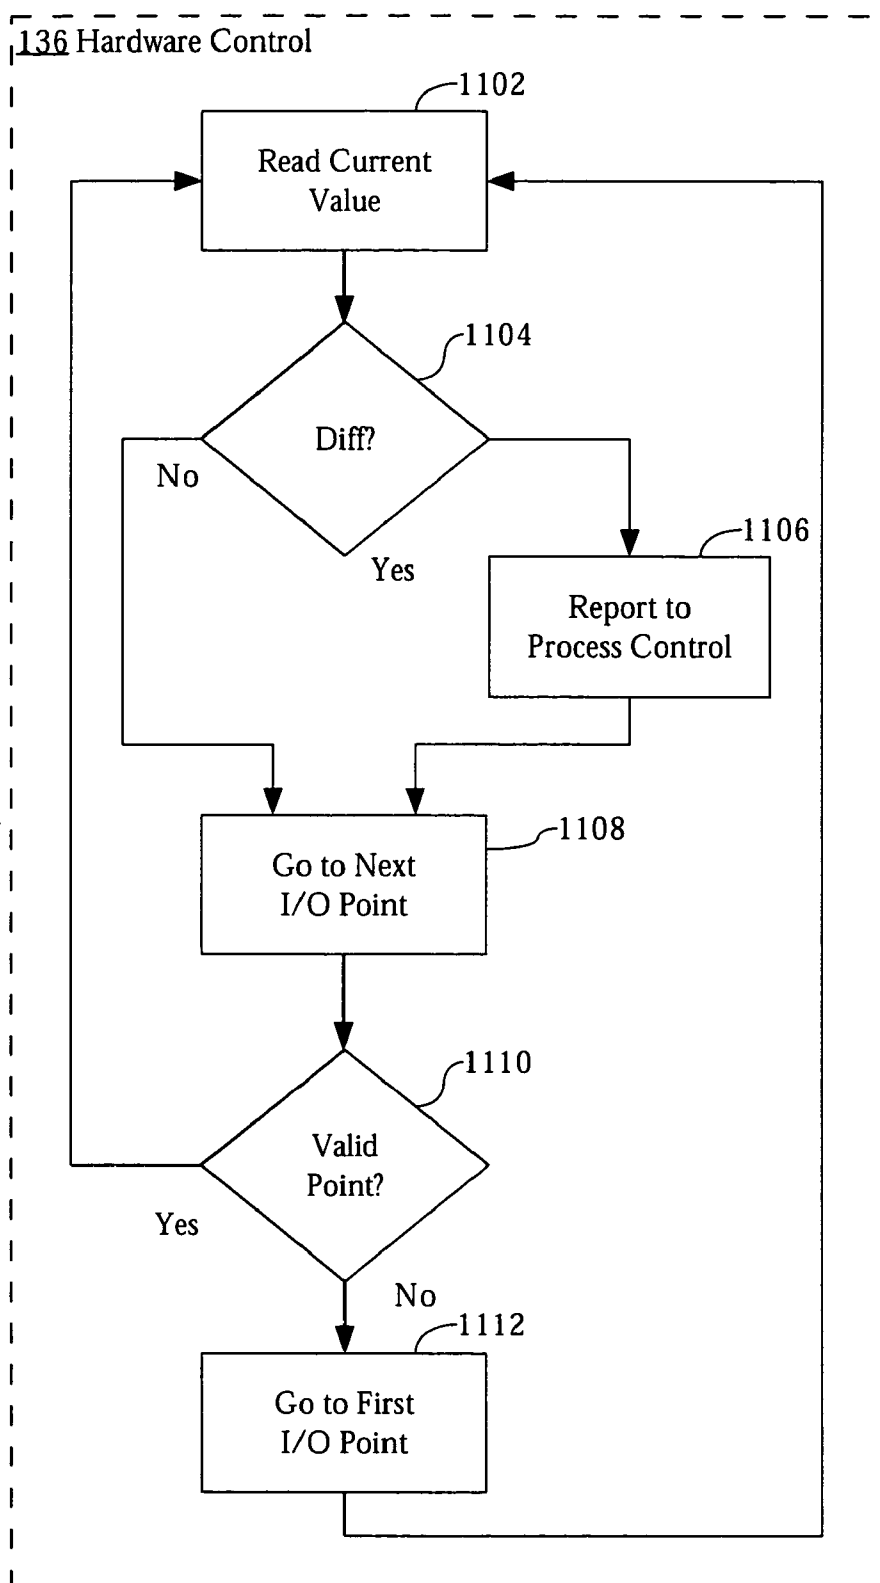 136 Hardware Control
1102
Read Current
Value
1104
Diff?
No
Yes
1106
Report to
Process Control
1108
Go to Next
I/O Point
1110
Valid
Point?
Yes
No
1112
Go to First
I/O Point